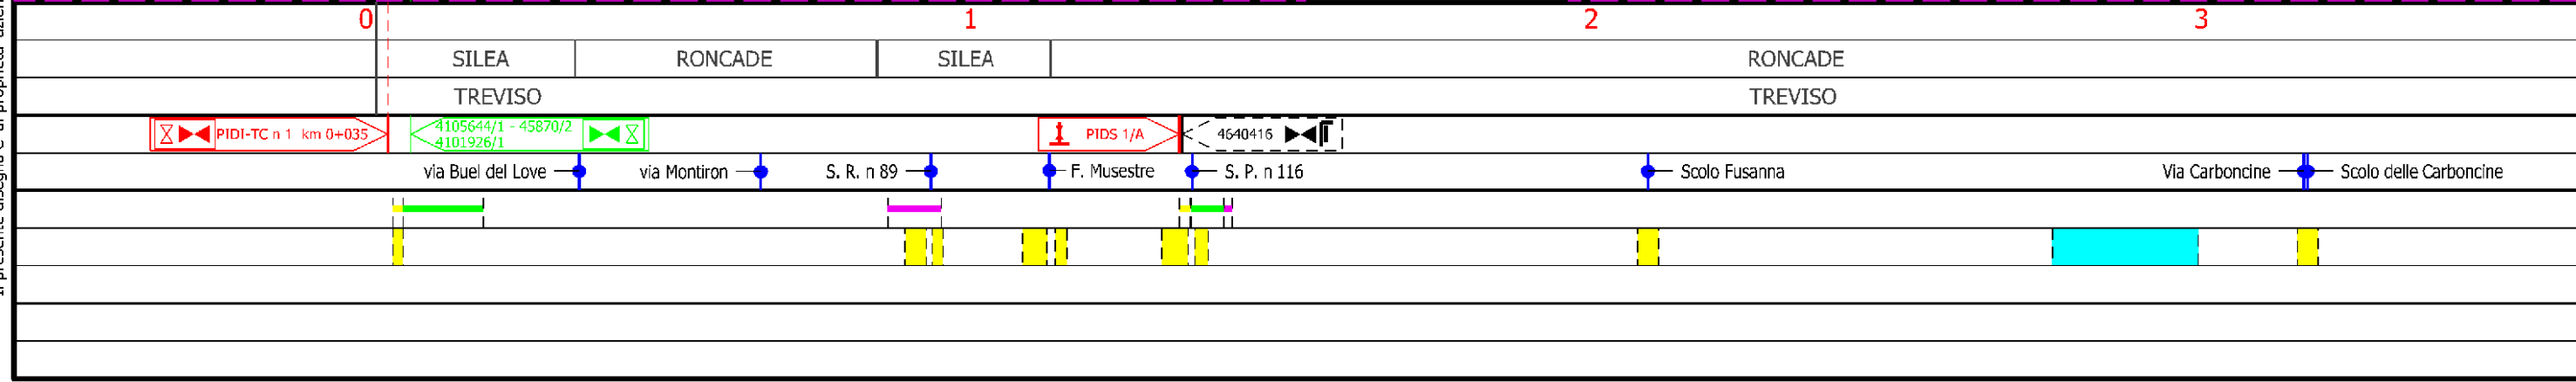 0 1 2 3
SILEA RONCADE SILEA RONCADE
TREVISO TREVISO
PIDI-TC n 1 km 0+035
4105644/1 - 45870/2
4101926/1
PIDS 1/A
4640416
via Buel del Love via Montiron S. R. n 89 F. Musestre S. P. n 116 Scolo Fusanna Via Carboncine Scolo delle Carboncine